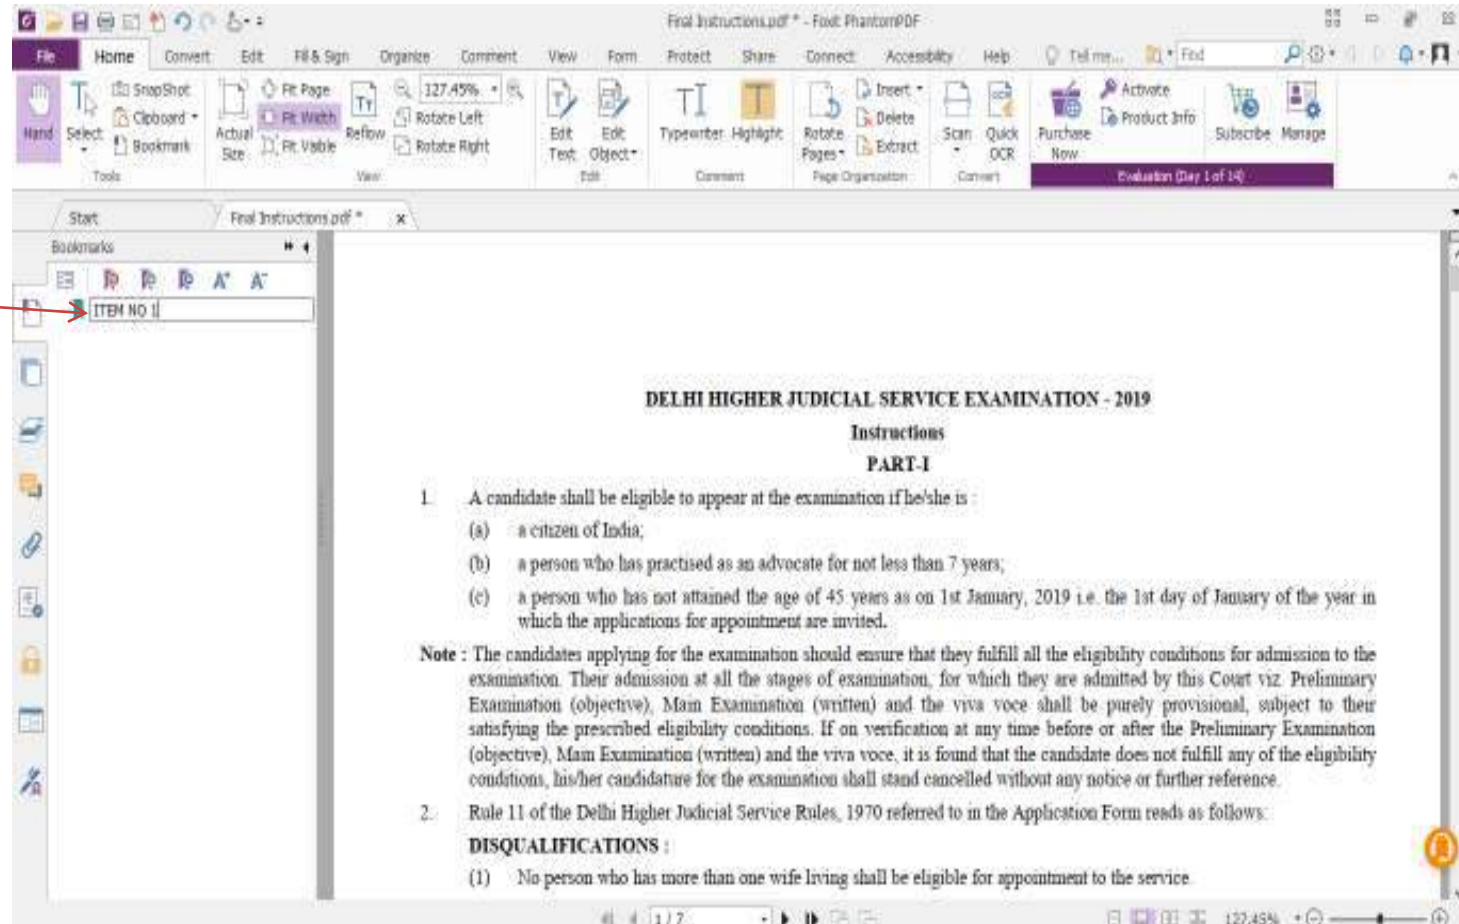 Final Instructions.pdf * - Foxit PhantomPDF
File Home Convert Edit Fill & Sign Organize Comment View Form Protect Share Connect Accessibility Help Tell me... Find
Hand
Select
SnapShot
Clipboard
Bookmark
Tools
Actual Size
Fit Page
Fit Width
Fit Visible
Reflow
127.45%
Rotate Left
Rotate Right
View
Edit Text
Edit Object
Edit
Typewriter
Highlight
Comment
Rotate Pages
Insert
Delete
Extract
Page Organization
Scan
Quick OCR
Convert
Purchase Now
Activate
Product Info
Subscribe
Manage
Evaluation (Day 1 of 14)
Start
Final Instructions.pdf *
Bookmarks
ITEM NO 1
DELHI HIGHER JUDICIAL SERVICE EXAMINATION - 2019
Instructions
PART-I
1. A candidate shall be eligible to appear at the examination if he/she is :
(a) a citizen of India;
(b) a person who has practised as an advocate for not less than 7 years;
(c) a person who has not attained the age of 45 years as on 1st January, 2019 i.e. the 1st day of January of the year in
which the applications for appointment are invited.
Note : The candidates applying for the examination should ensure that they fulfill all the eligibility conditions for admission to the
examination. Their admission at all the stages of examination, for which they are admitted by this Court viz. Preliminary
Examination (objective), Main Examination (written) and the viva voce shall be purely provisional, subject to their
satisfying the prescribed eligibility conditions. If on verification at any time before or after the Preliminary Examination
(objective), Main Examination (written) and the viva voce, it is found that the candidate does not fulfill any of the eligibility
conditions, his/her candidature for the examination shall stand cancelled without any notice or further reference.
2. Rule 11 of the Delhi Higher Judicial Service Rules, 1970 referred to in the Application Form reads as follows:
DISQUALIFICATIONS :
(1) No person who has more than one wife living shall be eligible for appointment to the service.
1 / 7
127.45%